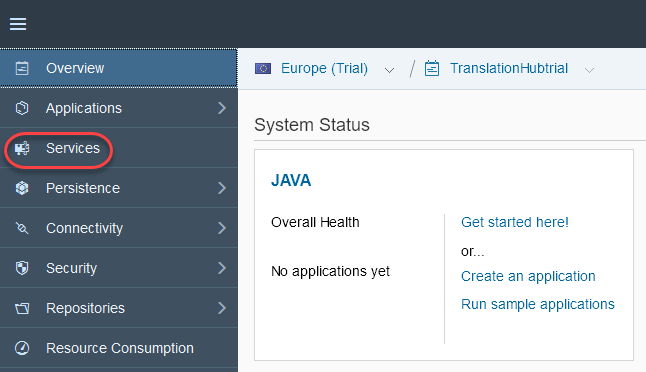 Overview
Applications
Services
Persistence
Connectivity
Security
Repositories
Resource Consumption
Europe (Trial) / TranslationHubtrial
System Status
JAVA
Overall Health
No applications yet
Get started here!
or...
Create an application
Run sample applications